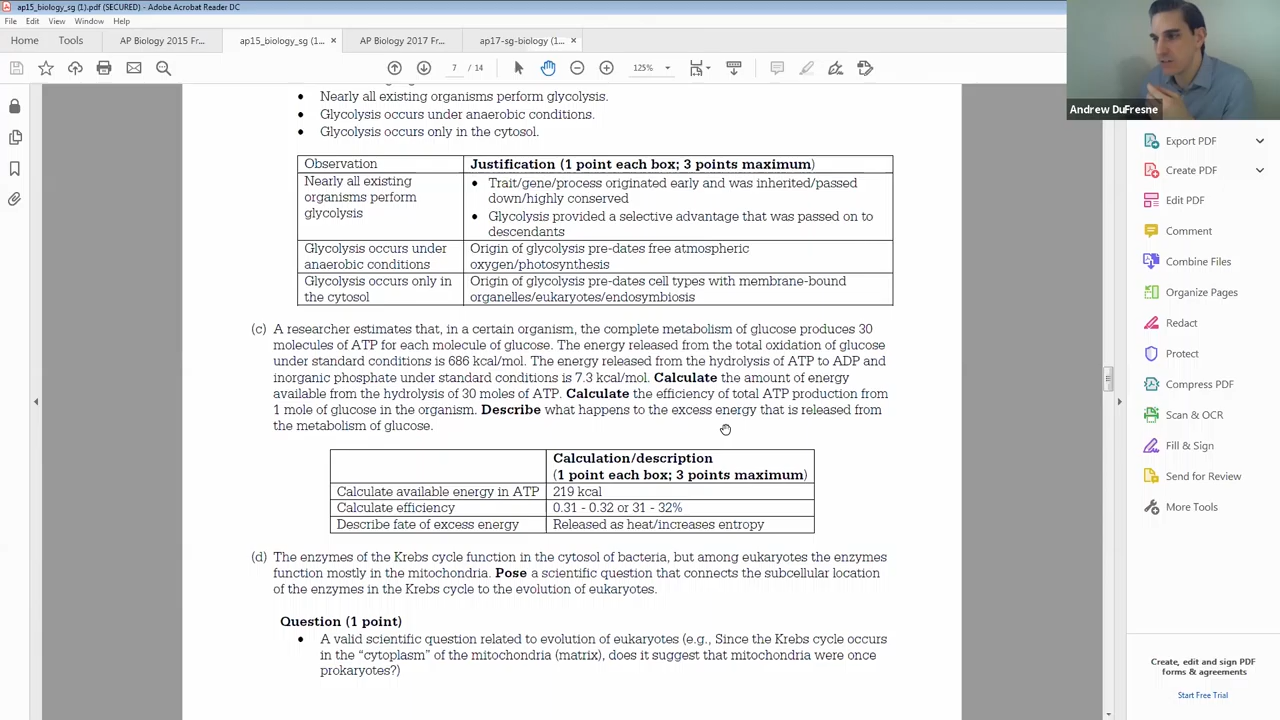 ap15_biology_sg (1).pdf (SECURED) - Adobe Acrobat Reader DC
File Edit View Window Help
Home Tools AP Biology 2015 Fr... ap15_biology_sg (1... × AP Biology 2017 Fr... ap17-sg-biology (1... ×
7 / 14 125%
Andrew DuFresne
• Nearly all existing organisms perform glycolysis.
• Glycolysis occurs under anaerobic conditions.
• Glycolysis occurs only in the cytosol.
Observation Justification (1 point each box; 3 points maximum)
Nearly all existing organisms perform glycolysis
• Trait/gene/process originated early and was inherited/passed
down/highly conserved
• Glycolysis provided a selective advantage that was passed on to
descendants
Glycolysis occurs under
anaerobic conditions
Origin of glycolysis pre-dates free atmospheric
oxygen/photosynthesis
Glycolysis occurs only in
the cytosol
Origin of glycolysis pre-dates cell types with membrane-bound
organelles/eukaryotes/endosymbiosis
(c) A researcher estimates that, in a certain organism, the complete metabolism of glucose produces 30
molecules of ATP for each molecule of glucose. The energy released from the total oxidation of glucose
under standard conditions is 686 kcal/mol. The energy released from the hydrolysis of ATP to ADP and
inorganic phosphate under standard conditions is 7.3 kcal/mol. Calculate the amount of energy
available from the hydrolysis of 30 moles of ATP. Calculate the efficiency of total ATP production from
1 mole of glucose in the organism. Describe what happens to the excess energy that is released from
the metabolism of glucose.
Calculation/description
(1 point each box; 3 points maximum)
Calculate available energy in ATP 219 kcal
Calculate efficiency 0.31 - 0.32 or 31 - 32%
Describe fate of excess energy Released as heat/increases entropy
(d) The enzymes of the Krebs cycle function in the cytosol of bacteria, but among eukaryotes the enzymes
function mostly in the mitochondria. Pose a scientific question that connects the subcellular location
of the enzymes in the Krebs cycle to the evolution of eukaryotes.
Question (1 point)
• A valid scientific question related to evolution of eukaryotes (e.g., Since the Krebs cycle occurs
in the “cytoplasm” of the mitochondria (matrix), does it suggest that mitochondria were once
prokaryotes?)
Export PDF
Create PDF
Edit PDF
Comment
Combine Files
Organize Pages
Redact
Protect
Compress PDF
Scan & OCR
Fill & Sign
Send for Review
More Tools
Create, edit and sign PDF
forms & agreements
Start Free Trial